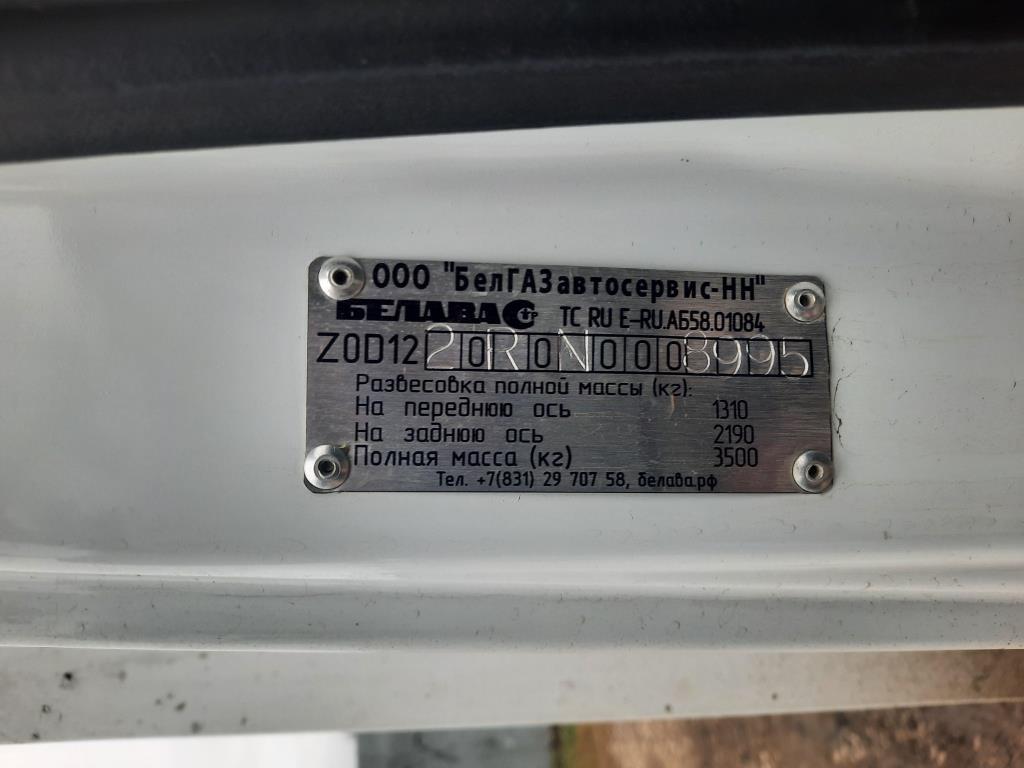 ООО "БелГАЗавтосервис-НН"
БЕЛАВА ТС RU Е-RU.АБ58.01084
Z0D1220R0N0008995
Развесовка полной массы (кг):
На переднюю ось 1310
На заднюю ось 2190
Полная масса (кг) 3500
Тел. +7(831) 29 707 58, белава.рф